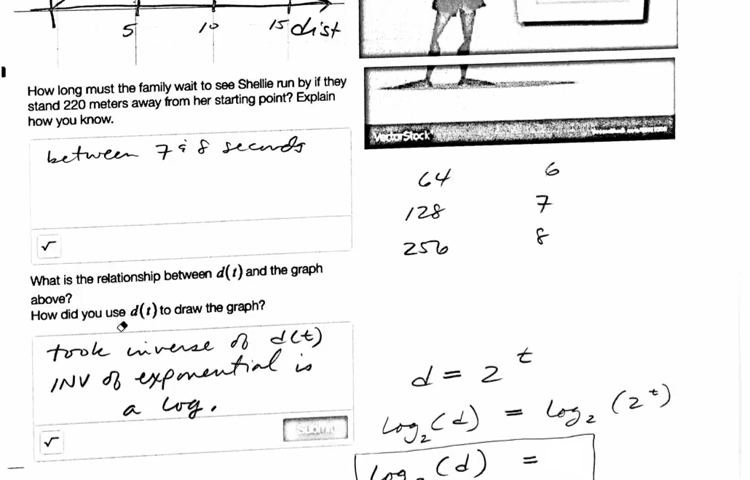 5 10 15 dist
How long must the family wait to see Shellie run by if they
stand 220 meters away from her starting point? Explain
how you know.
between 7 & 8 seconds
VectorStock
64 6
128 7
256 8
√
What is the relationship between d(t) and the graph
above?
How did you use d(t) to draw the graph?
took inverse of d(t)
INV of exponential is
a log.
√
Submit
d = 2^t
log₂(d) = log₂(2^t)
(d) =